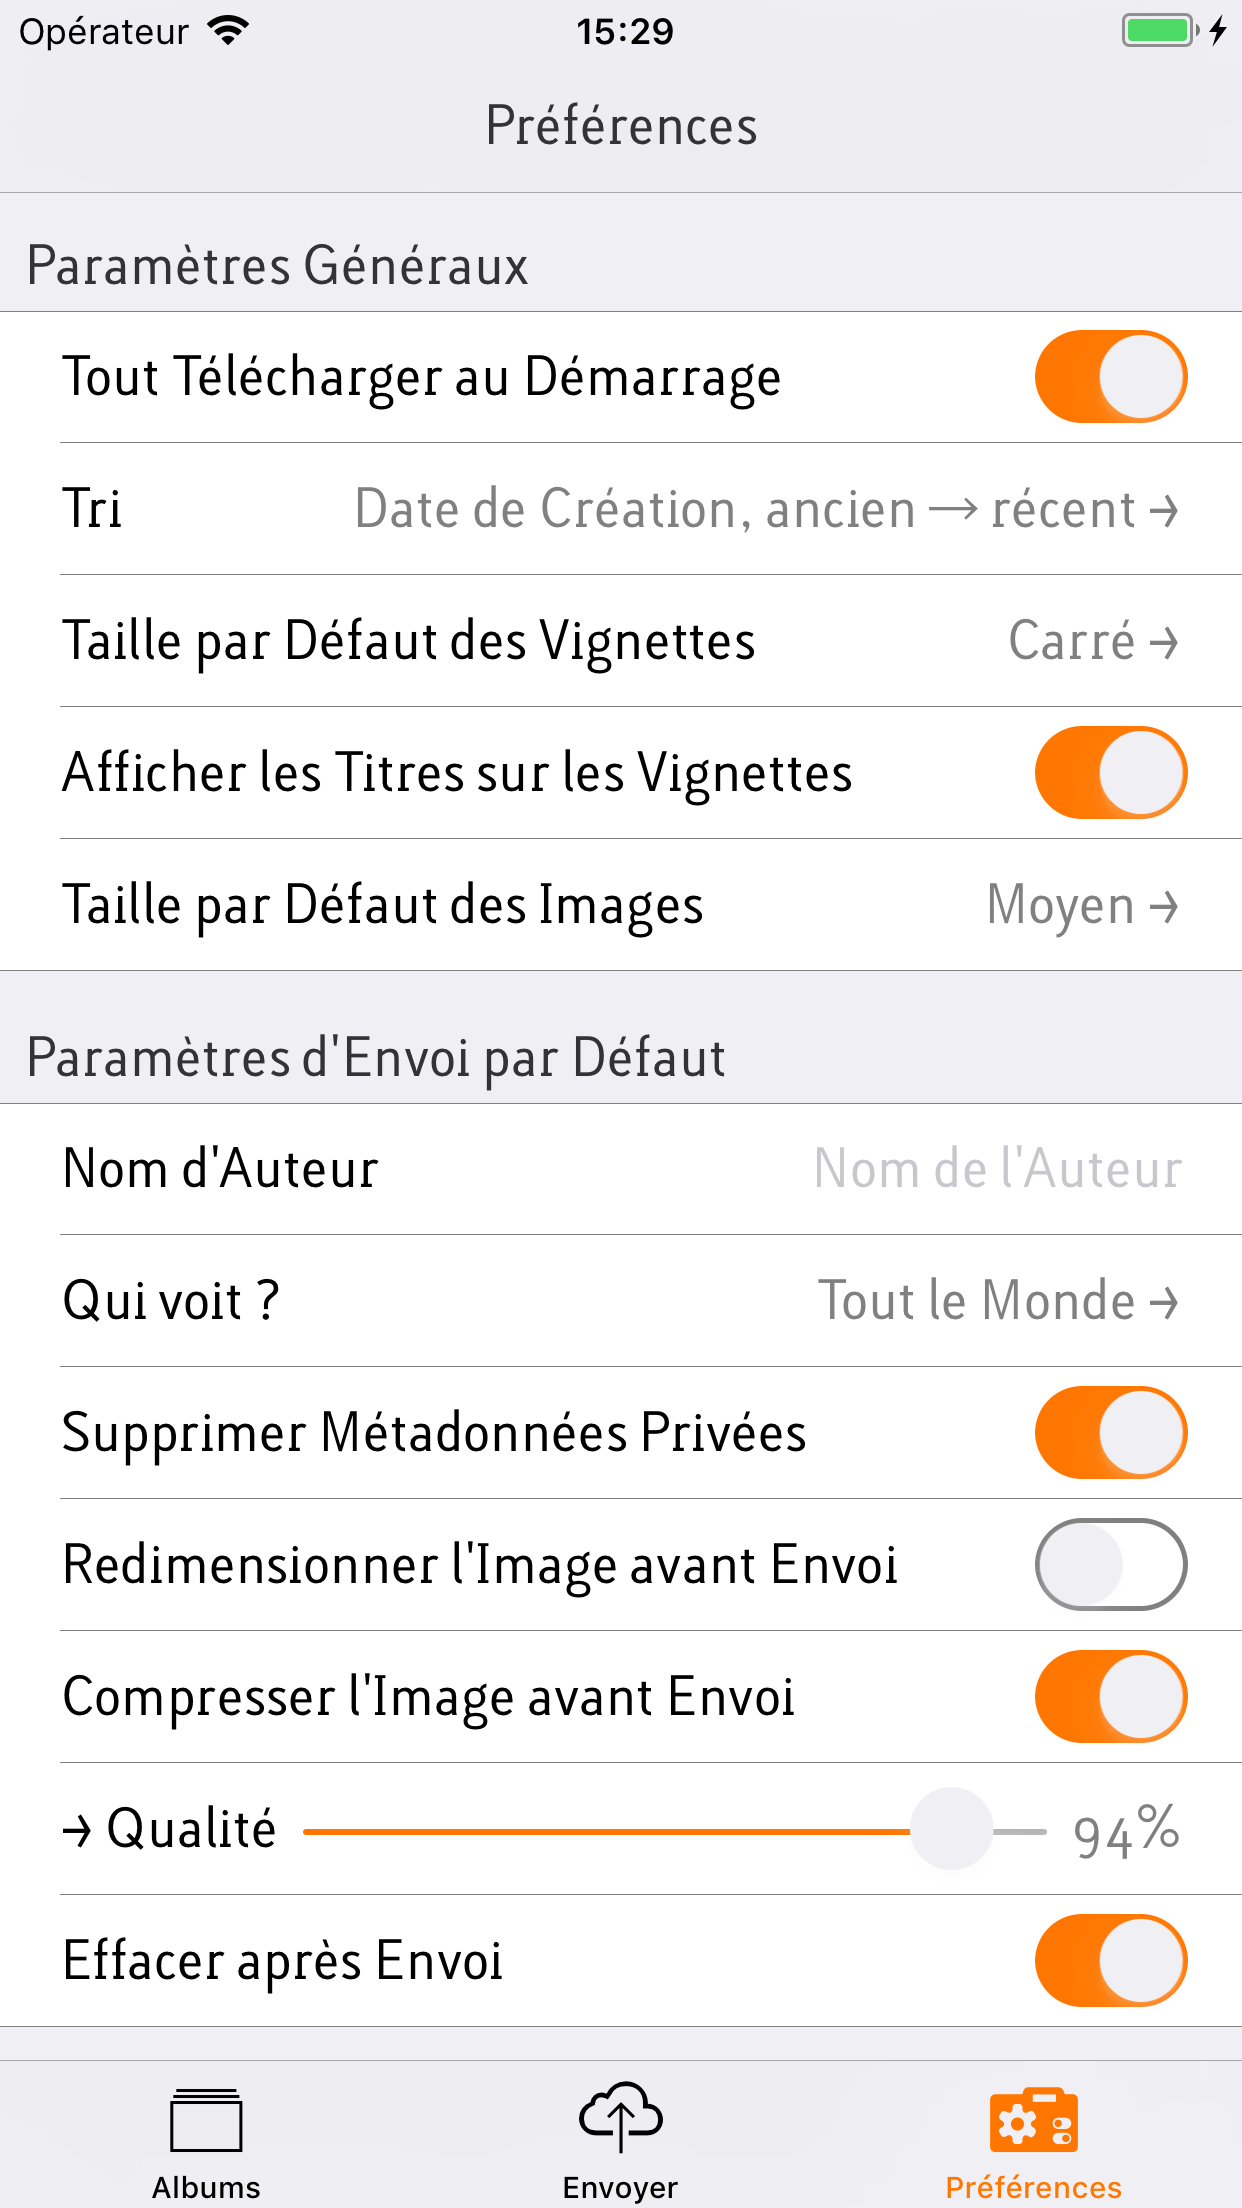 Opérateur 15:29
Préférences
Paramètres Généraux
Tout Télécharger au Démarrage
Tri Date de Création, ancien → récent →
Taille par Défaut des Vignettes Carré →
Afficher les Titres sur les Vignettes
Taille par Défaut des Images Moyen →
Paramètres d'Envoi par Défaut
Nom d'Auteur Nom de l'Auteur
Qui voit ? Tout le Monde →
Supprimer Métadonnées Privées
Redimensionner l'Image avant Envoi
Compresser l'Image avant Envoi
→ Qualité 94%
Effacer après Envoi
Albums Envoyer Préférences